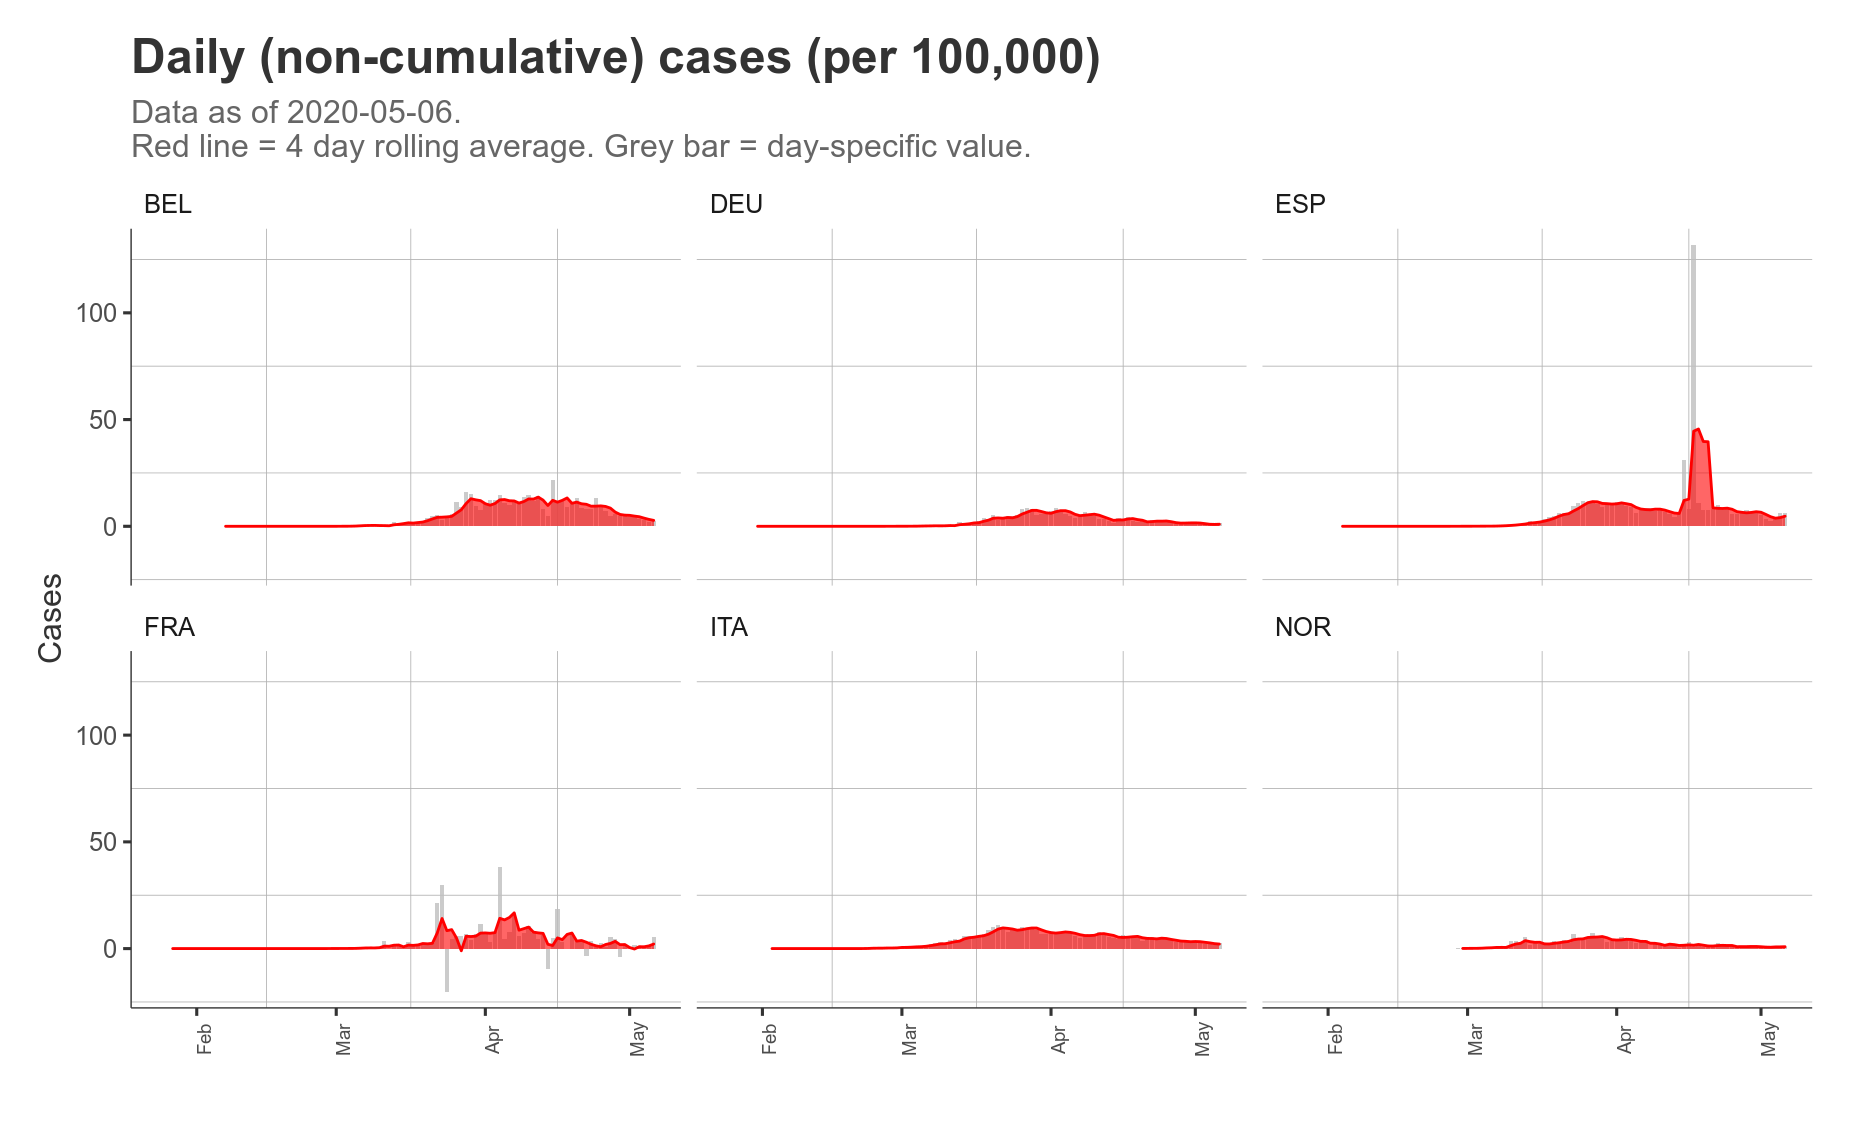 Daily (non-cumulative) cases (per 100,000)
Data as of 2020-05-06.
Red line = 4 day rolling average. Grey bar = day-specific value.
BEL
DEU
ESP
100
50
0
Cases
FRA
ITA
NOR
100
50
0
Feb
Mar
Apr
May
Feb
Mar
Apr
May
Feb
Mar
Apr
May